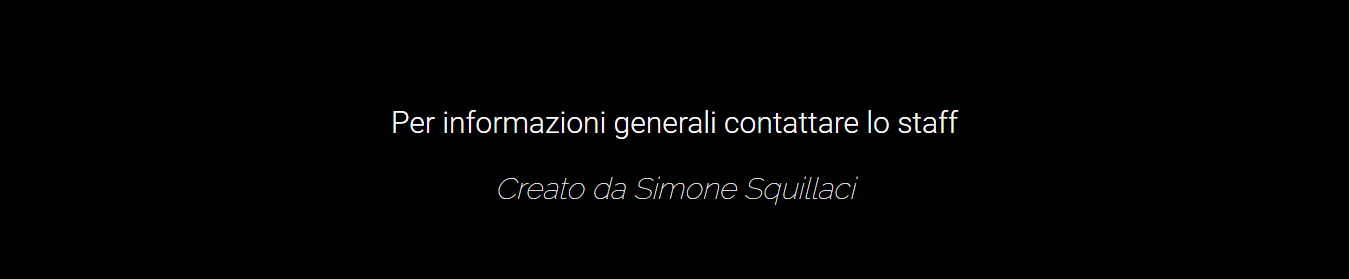 Per informazioni generali contattare lo staff
Creato da Simone Squillaci